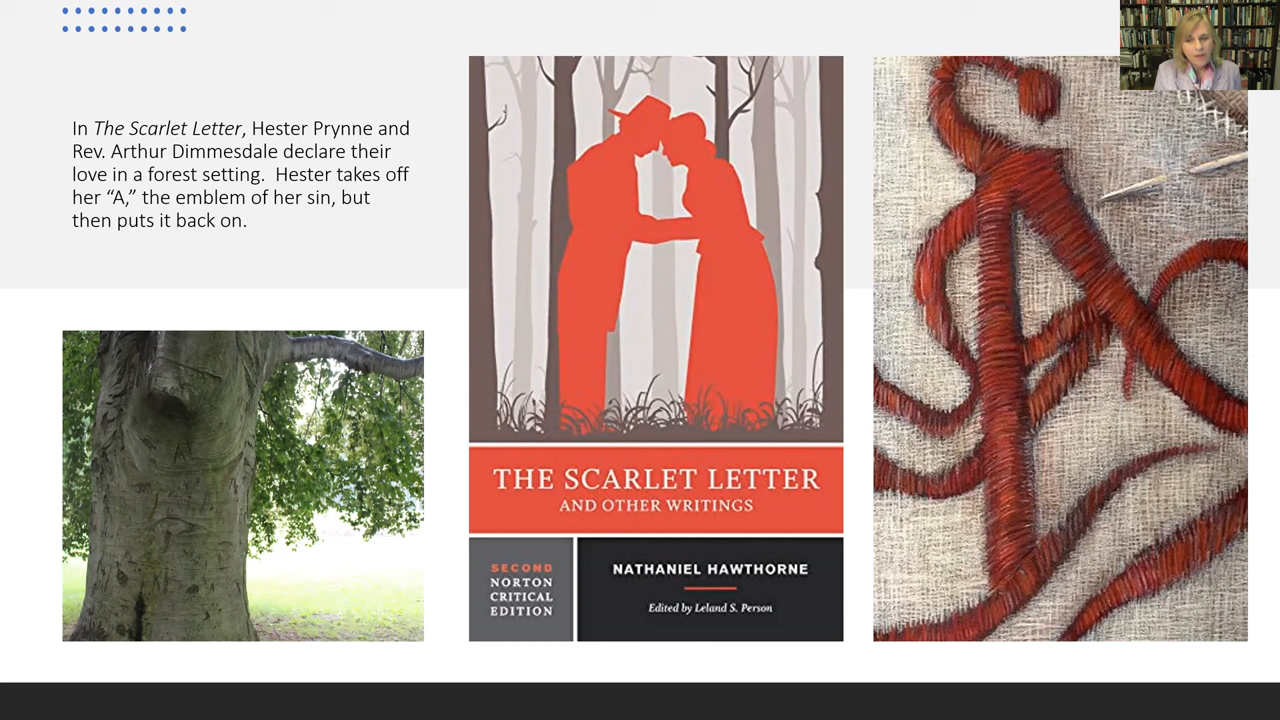 In The Scarlet Letter, Hester Prynne and
Rev. Arthur Dimmesdale declare their
love in a forest setting.  Hester takes off
her “A,” the emblem of her sin, but
then puts it back on.
THE SCARLET LETTER
AND OTHER WRITINGS
SECOND
NORTON
CRITICAL
EDITION
NATHANIEL HAWTHORNE
Edited by Leland S. Person
A